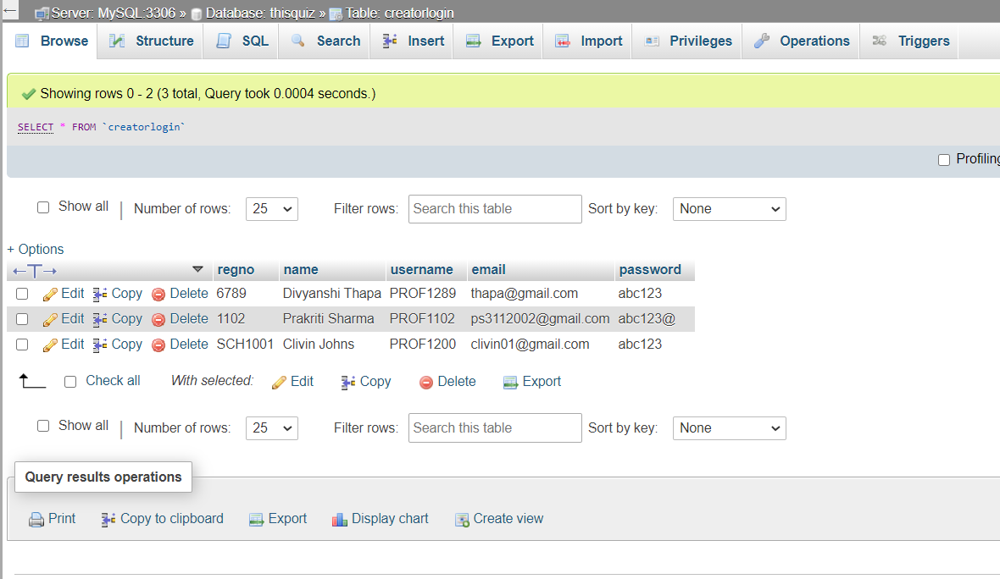 Server: MySQL:3306 » Database: thisquiz » Table: creatorlogin
Browse Structure SQL Search Insert Export Import Privileges Operations Triggers
Showing rows 0 - 2 (3 total, Query took 0.0004 seconds.)
SELECT * FROM `creatorlogin`
Profiling
Show all | Number of rows: 25 Filter rows: Search this table Sort by key: None
+ Options
←T→ regno name username email password
Edit Copy Delete 6789 Divyanshi Thapa PROF1289 thapa@gmail.com abc123
Edit Copy Delete 1102 Prakriti Sharma PROF1102 ps3112002@gmail.com abc123@
Edit Copy Delete SCH1001 Clivin Johns PROF1200 clivin01@gmail.com abc123
Check all With selected: Edit Copy Delete Export
Show all | Number of rows: 25 Filter rows: Search this table Sort by key: None
Query results operations
Print Copy to clipboard Export Display chart Create view